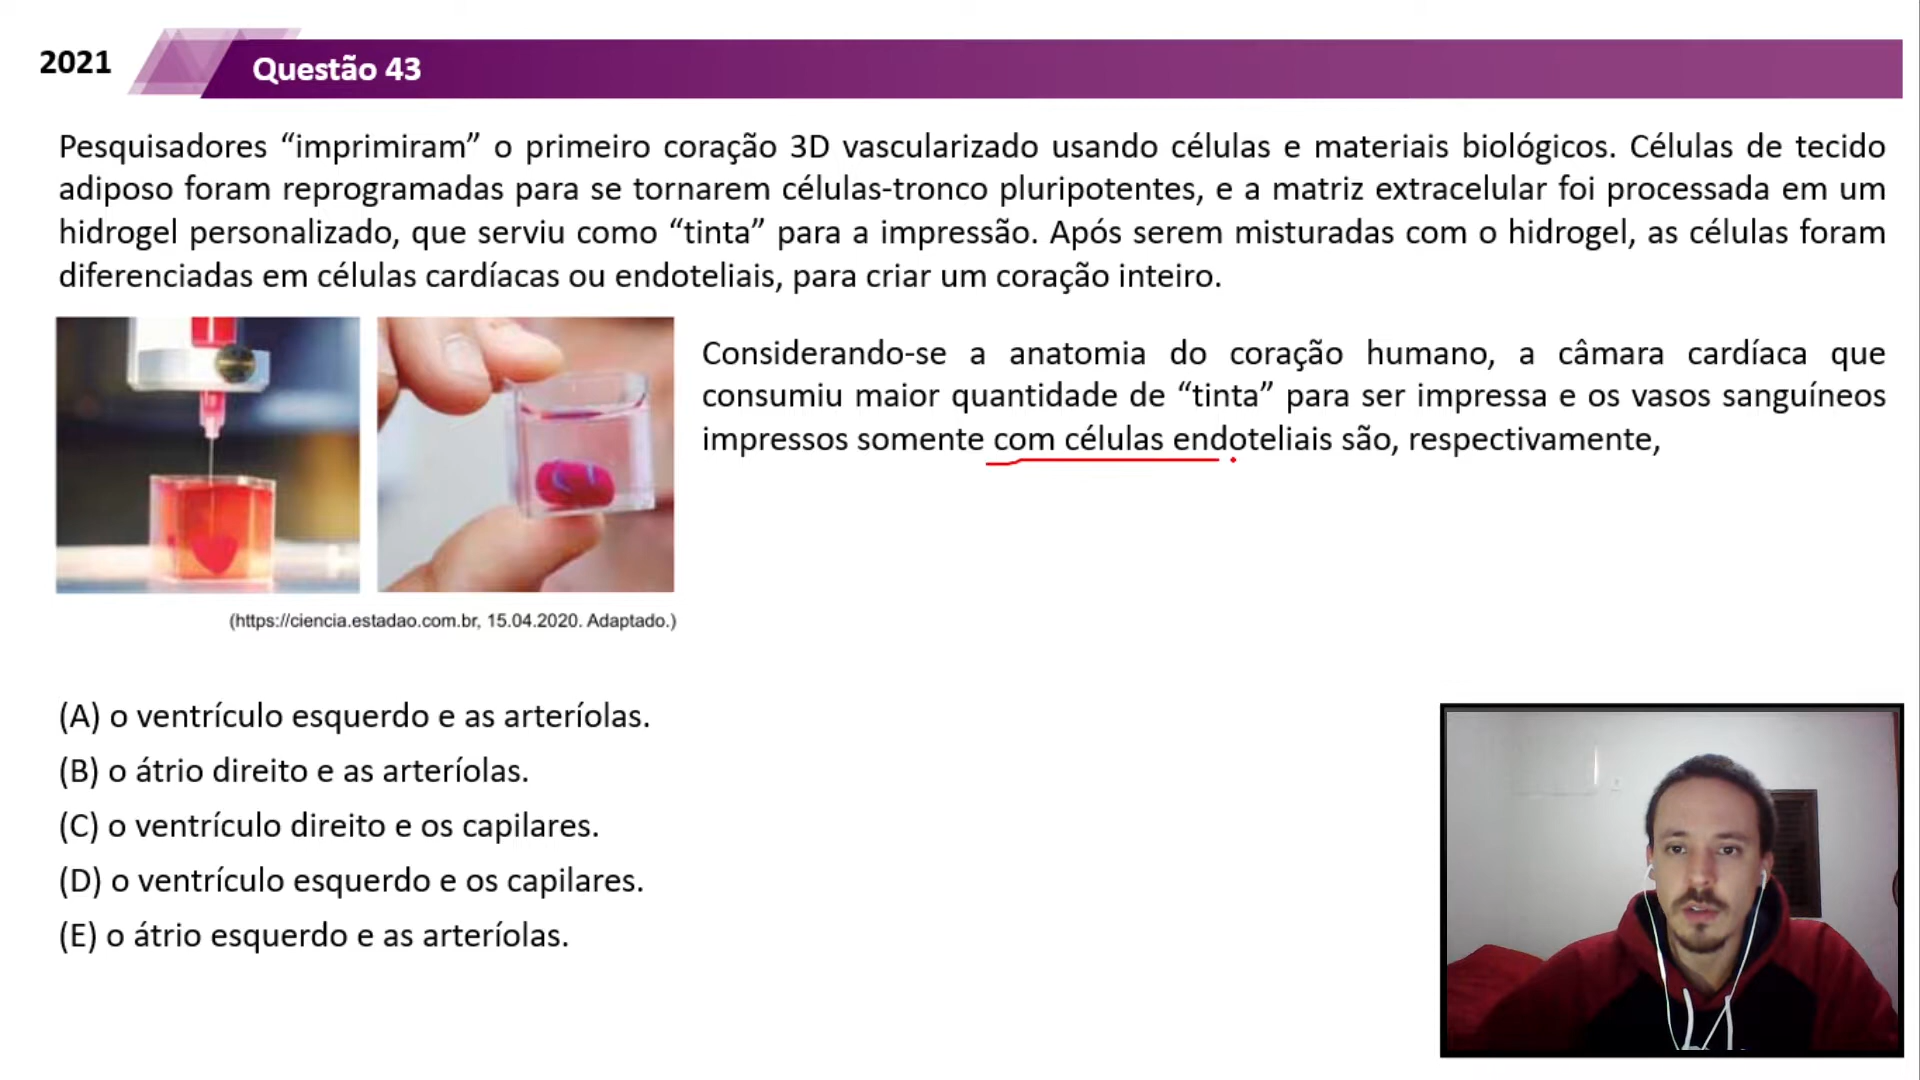 2021
Questão 43
Pesquisadores “imprimiram” o primeiro coração 3D vascularizado usando células e materiais biológicos. Células de tecido
adiposo foram reprogramadas para se tornarem células-tronco pluripotentes, e a matriz extracelular foi processada em um
hidrogel personalizado, que serviu como “tinta” para a impressão. Após serem misturadas com o hidrogel, as células foram
diferenciadas em células cardíacas ou endoteliais, para criar um coração inteiro.
Considerando-se a anatomia do coração humano, a câmara cardíaca que
consumiu maior quantidade de “tinta” para ser impressa e os vasos sanguíneos
impressos somente com células endoteliais são, respectivamente,
(https://ciencia.estadao.com.br, 15.04.2020. Adaptado.)
(A) o ventrículo esquerdo e as arteríolas.
(B) o átrio direito e as arteríolas.
(C) o ventrículo direito e os capilares.
(D) o ventrículo esquerdo e os capilares.
(E) o átrio esquerdo e as arteríolas.